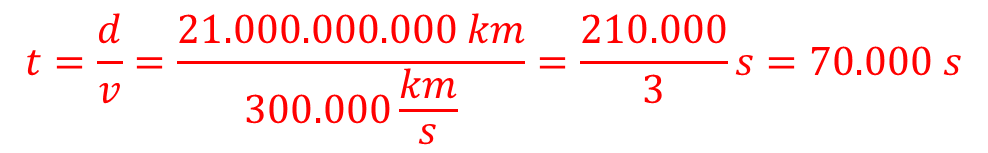 t = d/v = 21.000.000.000 km / 300.000 km/s = 210.000/3 s = 70.000 s